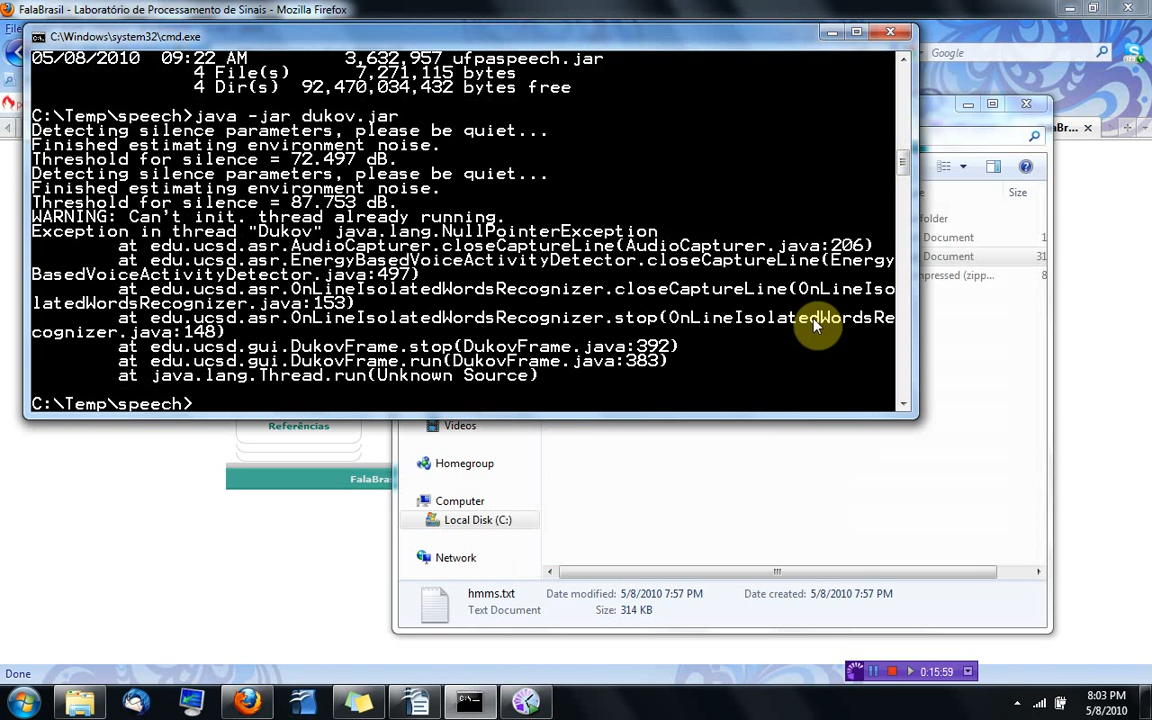 FalaBrasil - Laboratório de Processamento de Sinais - Mozilla Firefox
C:\Windows\system32\cmd.exe
05/08/2010  09:22 AM         3,632,957 ufpaspeech.jar
4 File(s)      7,271,115 bytes
4 Dir(s)  92,470,034,432 bytes free
C:\Temp\speech>java -jar dukov.jar
Detecting silence parameters, please be quiet...
Finished estimating environment noise.
Threshold for silence = 72.497 dB.
Detecting silence parameters, please be quiet...
Finished estimating environment noise.
Threshold for silence = 87.753 dB.
WARNING: Can't init. thread already running.
Exception in thread "Dukov" java.lang.NullPointerException
at edu.ucsd.asr.AudioCapturer.closeCaptureLine(AudioCapturer.java:206)
at edu.ucsd.asr.EnergyBasedVoiceActivityDetector.closeCaptureLine(Energy
BasedVoiceActivityDetector.java:497)
at edu.ucsd.asr.OnLineIsolatedWordsRecognizer.closeCaptureLine(OnLineIso
latedWordsRecognizer.java:153)
at edu.ucsd.asr.OnLineIsolatedWordsRecognizer.stop(OnLineIsolatedWordsRe
cognizer.java:148)
at edu.ucsd.gui.DukovFrame.stop(DukovFrame.java:392)
at edu.ucsd.gui.DukovFrame.run(DukovFrame.java:383)
at java.lang.Thread.run(Unknown Source)
C:\Temp\speech>
Google
Size
Document 1
Document 31
8
Referências
Videos
Homegroup
Computer
Local Disk (C:)
Network
hmms.txt Date modified: 5/8/2010 7:57 PM Date created: 5/8/2010 7:57 PM
Text Document Size: 314 KB
Done
0:15:59
8:03 PM
5/8/2010